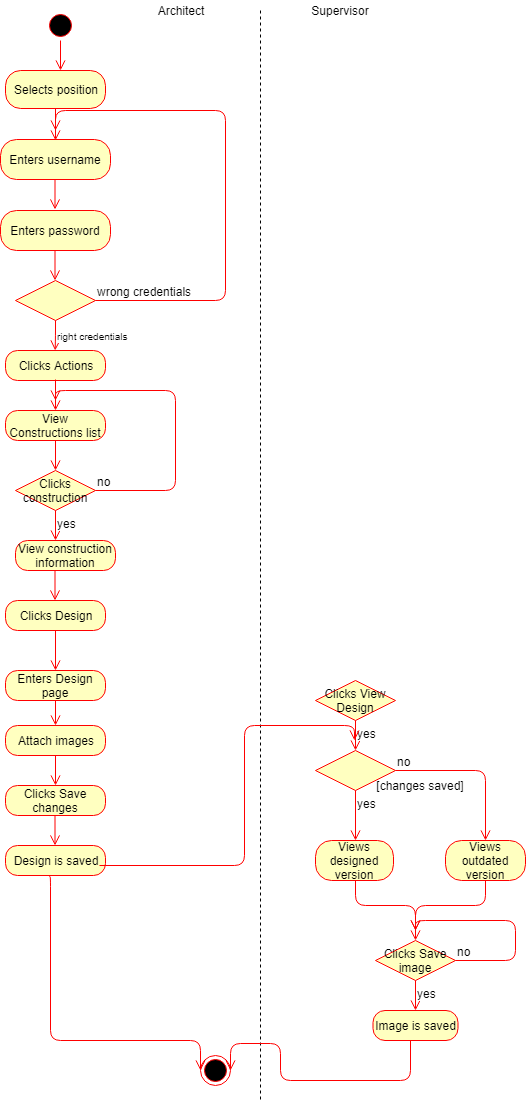 Architect
Supervisor
Selects position
Enters username
Enters password
wrong credentials
right credentials
Clicks Actions
View
Constructions list
Clicks
construction
no
yes
View construction
information
Clicks Design
Enters Design
page
Attach images
Clicks Save
changes
Design is saved
Clicks View
Design
yes
no
[changes saved]
yes
Views
designed
version
Views
outdated
version
Clicks Save
image
no
yes
Image is saved